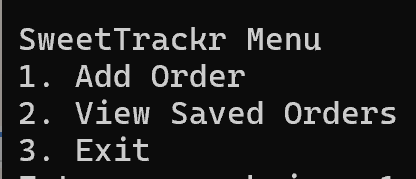 SweetTrackr Menu
1. Add Order
2. View Saved Orders
3. Exit